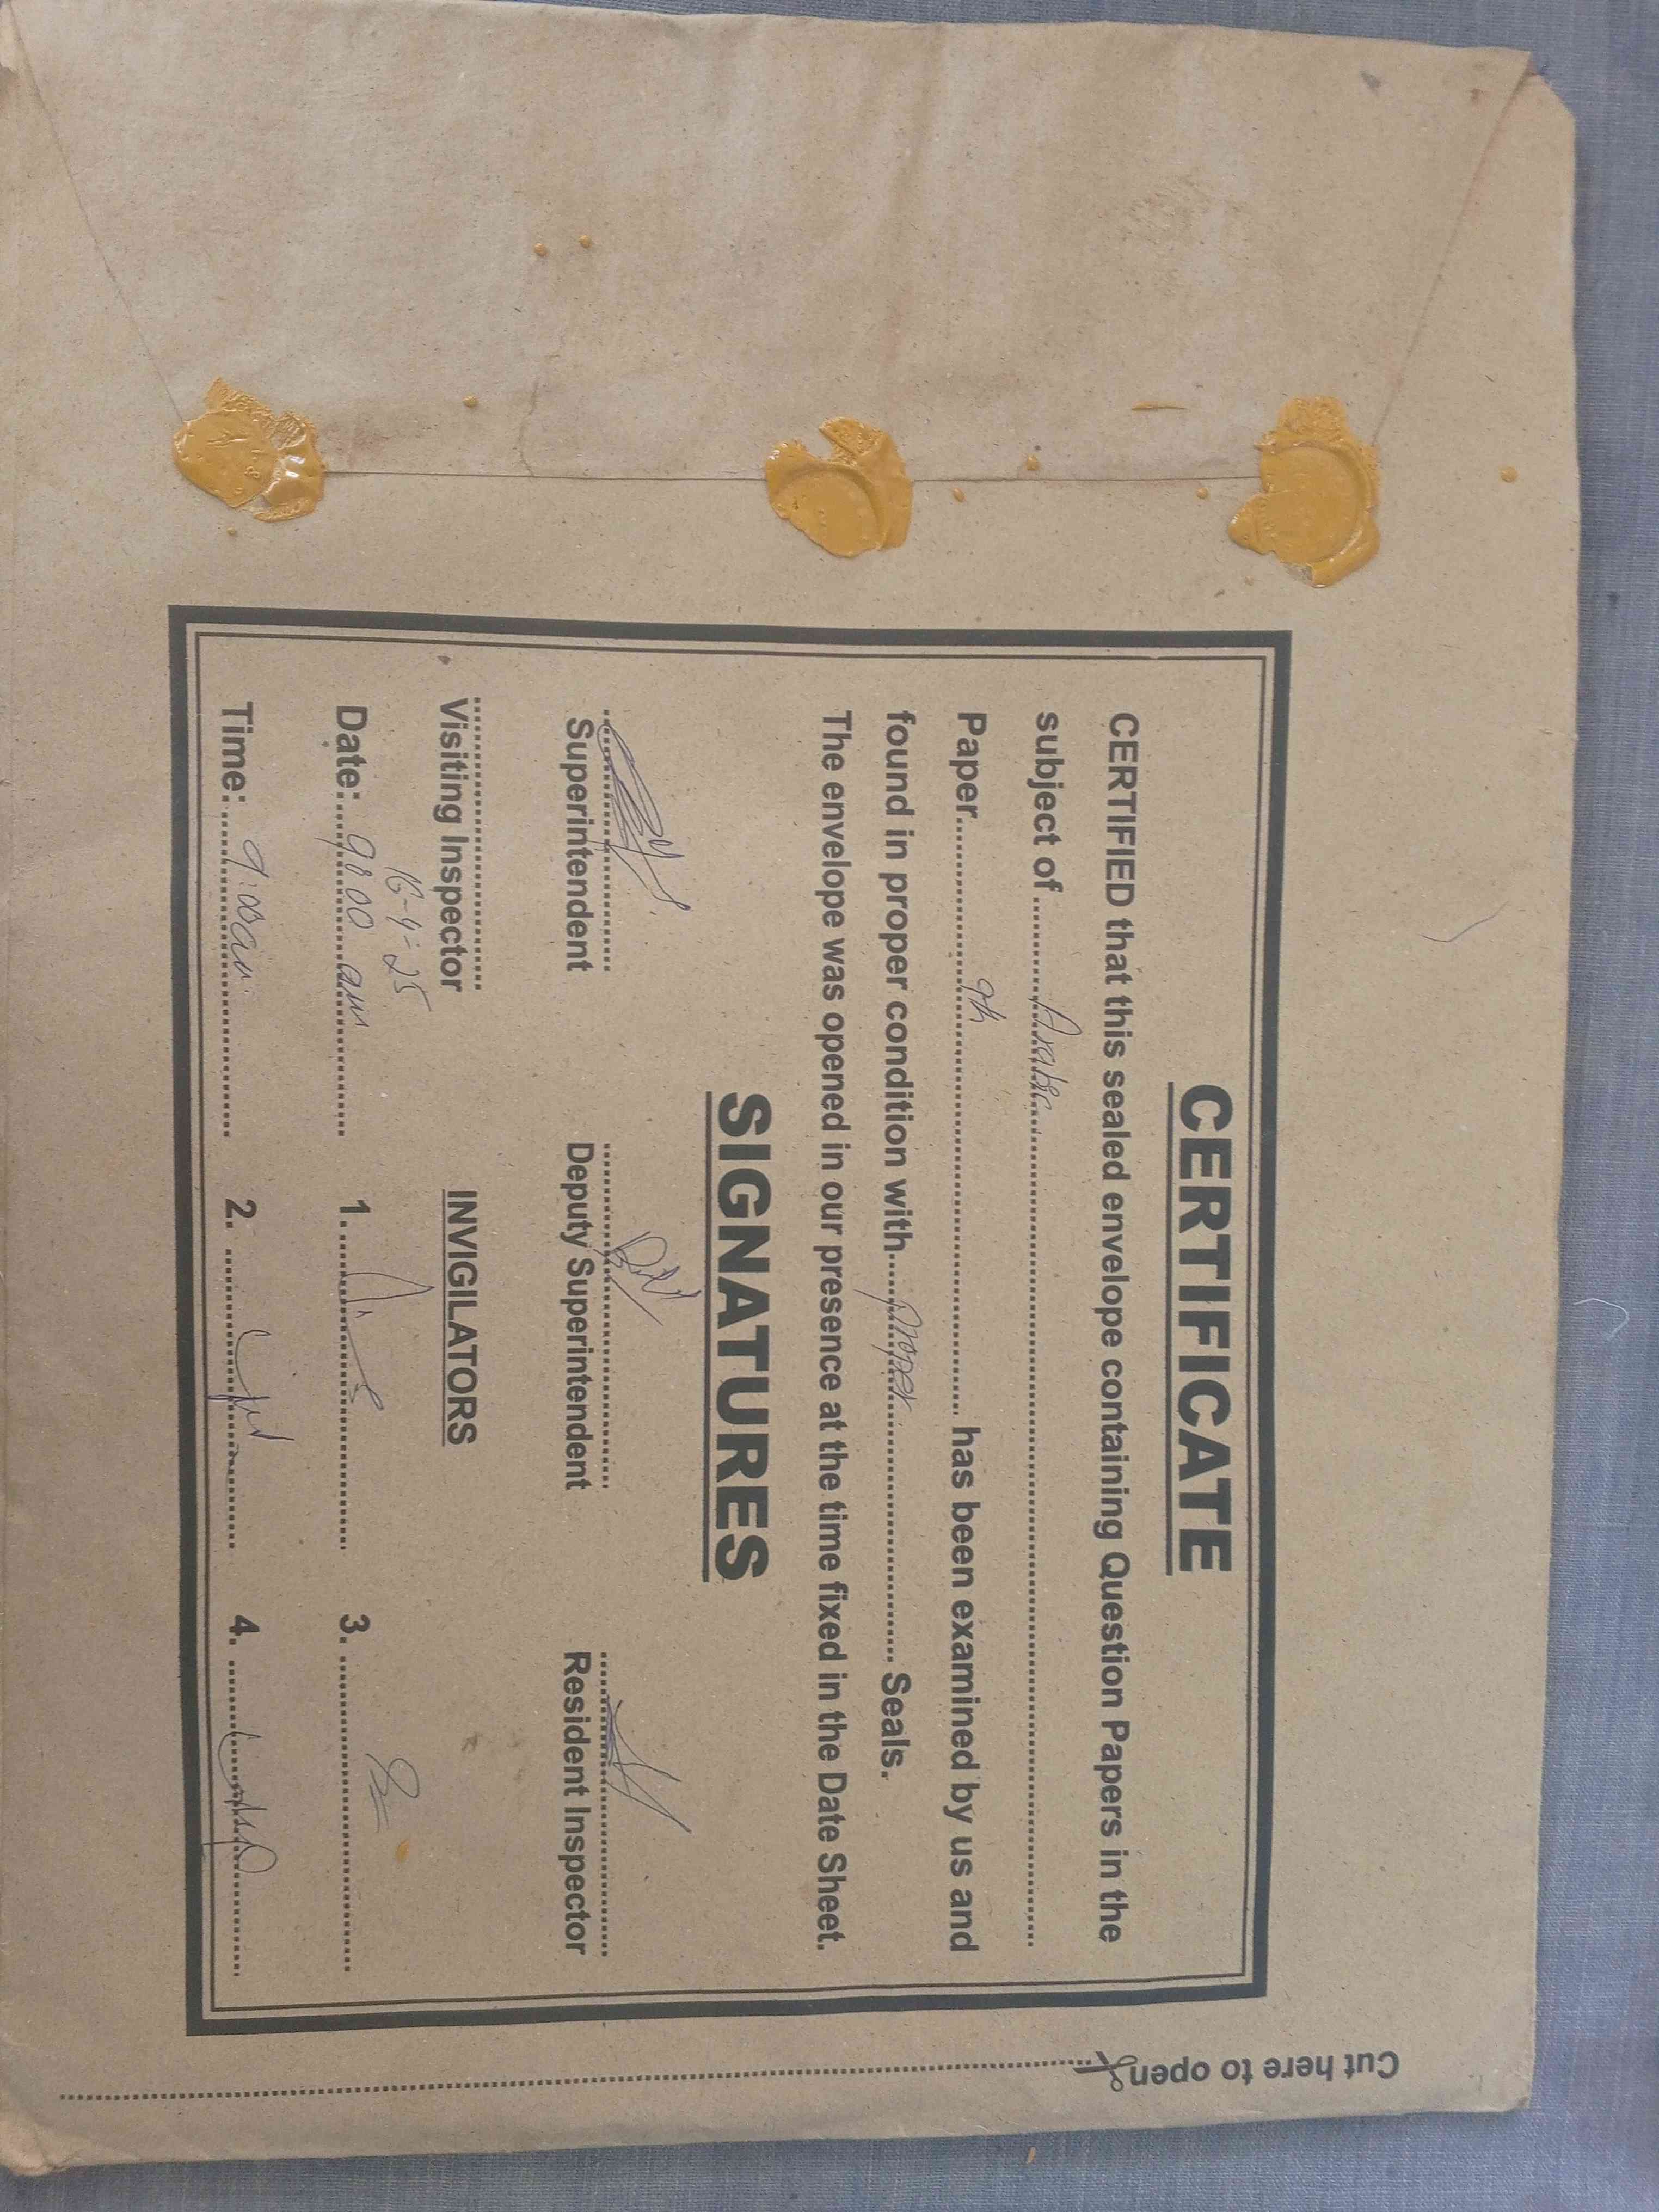 CERTIFICATE
CERTIFIED that this sealed envelope containing Question Papers in the
subject of ........ Arabic ........
Paper ........ 9th ........ has been examined by us and
found in proper condition with ........ proper. ........ Seals.
The envelope was opened in our presence at the time fixed in the Date Sheet.
SIGNATURES
Superintendent Deputy Superintendent Resident Inspector
Visiting Inspector INVIGILATORS
16-4-25
Date: 9:00 am 1. ........ 3. ........
Time: 9:00am 2. ........ 4. ........
Cut here to open